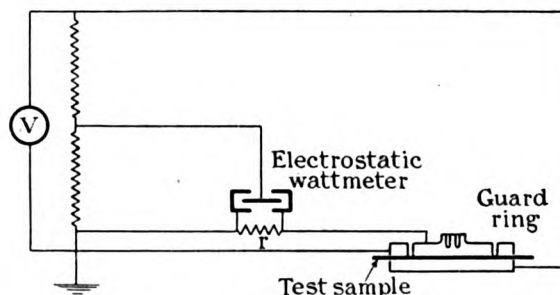 V
Electrostatic
wattmeter
Guard
ring
r
Test sample